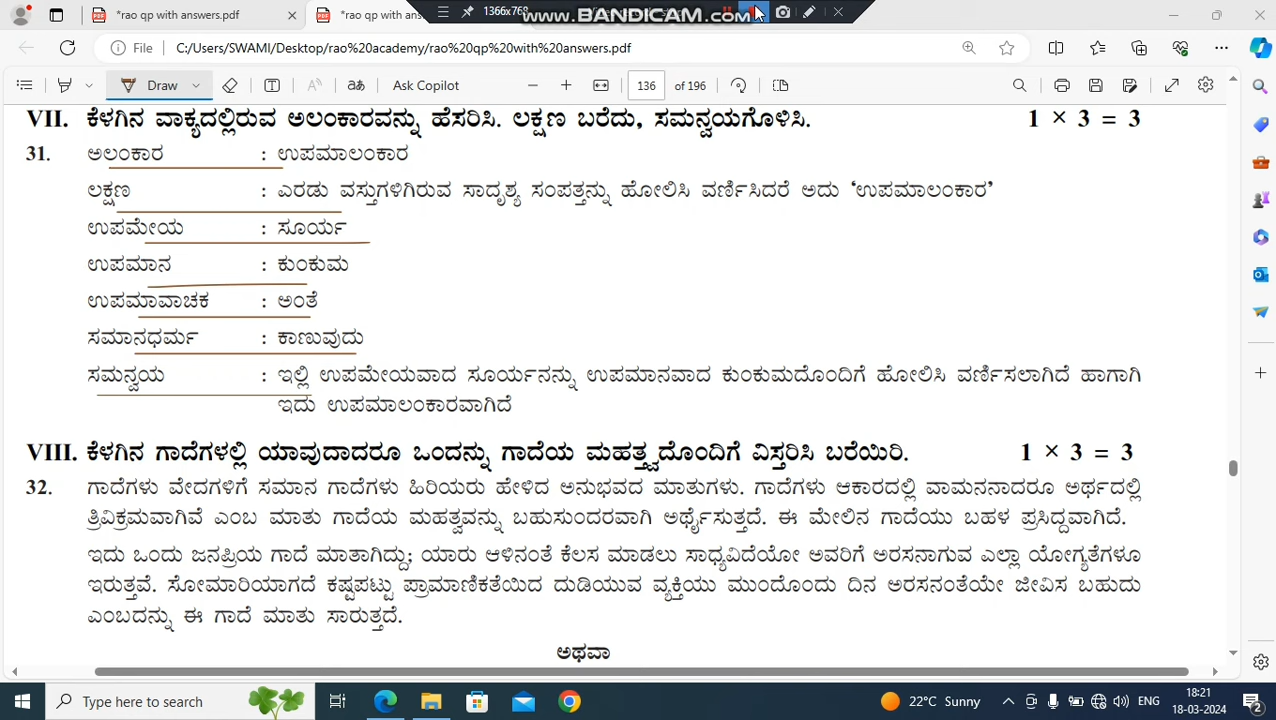 *rao qp with answers.pdf
*rao qp with ans
1366x768
www.BANDICAM.com
File
C:/Users/SWAMI/Desktop/rao%20academy/rao%20qp%20with%20answers.pdf
Draw
Ask Copilot
136 of 196
VII. ಕೆಳಗಿನ ವಾಕ್ಯದಲ್ಲಿರುವ ಅಲಂಕಾರವನ್ನು ಹೆಸರಿಸಿ. ಲಕ್ಷಣ ಬರೆದು, ಸಮನ್ವಯಗೊಳಿಸಿ. 1 × 3 = 3
31. ಅಲಂಕಾರ : ಉಪಮಾಲಂಕಾರ
ಲಕ್ಷಣ : ಎರಡು ವಸ್ತುಗಳಿಗಿರುವ ಸಾದೃಶ್ಯ ಸಂಪತ್ತನ್ನು ಹೋಲಿಸಿ ವರ್ಣಿಸಿದರೆ ಅದು ‘ಉಪಮಾಲಂಕಾರ’
ಉಪಮೇಯ : ಸೂರ್ಯ
ಉಪಮಾನ : ಕುಂಕುಮ
ಉಪಮಾವಾಚಕ : ಅಂತೆ
ಸಮಾನಧರ್ಮ : ಕಾಣುವುದು
ಸಮನ್ವಯ : ಇಲ್ಲಿ ಉಪಮೇಯವಾದ ಸೂರ್ಯನನ್ನು ಉಪಮಾನವಾದ ಕುಂಕುಮದೊಂದಿಗೆ ಹೋಲಿಸಿ ವರ್ಣಿಸಲಾಗಿದೆ ಹಾಗಾಗಿ
ಇದು ಉಪಮಾಲಂಕಾರವಾಗಿದೆ
VIII. ಕೆಳಗಿನ ಗಾದೆಗಳಲ್ಲಿ ಯಾವುದಾದರೂ ಒಂದನ್ನು ಗಾದೆಯ ಮಹತ್ತ್ವದೊಂದಿಗೆ ವಿಸ್ತರಿಸಿ ಬರೆಯಿರಿ. 1 × 3 = 3
32. ಗಾದೆಗಳು ವೇದಗಳಿಗೆ ಸಮಾನ ಗಾದೆಗಳು ಹಿರಿಯರು ಹೇಳಿದ ಅನುಭವದ ಮಾತುಗಳು. ಗಾದೆಗಳು ಆಕಾರದಲ್ಲಿ ವಾಮನನಾದರೂ ಅರ್ಥದಲ್ಲಿ
ತ್ರಿವಿಕ್ರಮವಾಗಿವೆ ಎಂಬ ಮಾತು ಗಾದೆಯ ಮಹತ್ವವನ್ನು ಬಹುಸುಂದರವಾಗಿ ಅರ್ಥೈಸುತ್ತದೆ. ಈ ಮೇಲಿನ ಗಾದೆಯು ಬಹಳ ಪ್ರಸಿದ್ದವಾಗಿದೆ.
ಇದು ಒಂದು ಜನಪ್ರಿಯ ಗಾದೆ ಮಾತಾಗಿದ್ದು; ಯಾರು ಆಳಿನಂತೆ ಕೆಲಸ ಮಾಡಲು ಸಾಧ್ಯವಿದೆಯೋ ಅವರಿಗೆ ಅರಸನಾಗುವ ಎಲ್ಲಾ ಯೋಗ್ಯತೆಗಳೂ
ಇರುತ್ತವೆ. ಸೋಮಾರಿಯಾಗದೆ ಕಷ್ಟಪಟ್ಟು ಪ್ರಾಮಾಣಿಕತೆಯಿದ ದುಡಿಯುವ ವ್ಯಕ್ತಿಯು ಮುಂದೊಂದು ದಿನ ಅರಸನಂತೆಯೇ ಜೀವಿಸ ಬಹುದು
ಎಂಬದನ್ನು ಈ ಗಾದೆ ಮಾತು ಸಾರುತ್ತದೆ.
ಅಥವಾ
Type here to search
22°C Sunny
ENG
18:21
18-03-2024